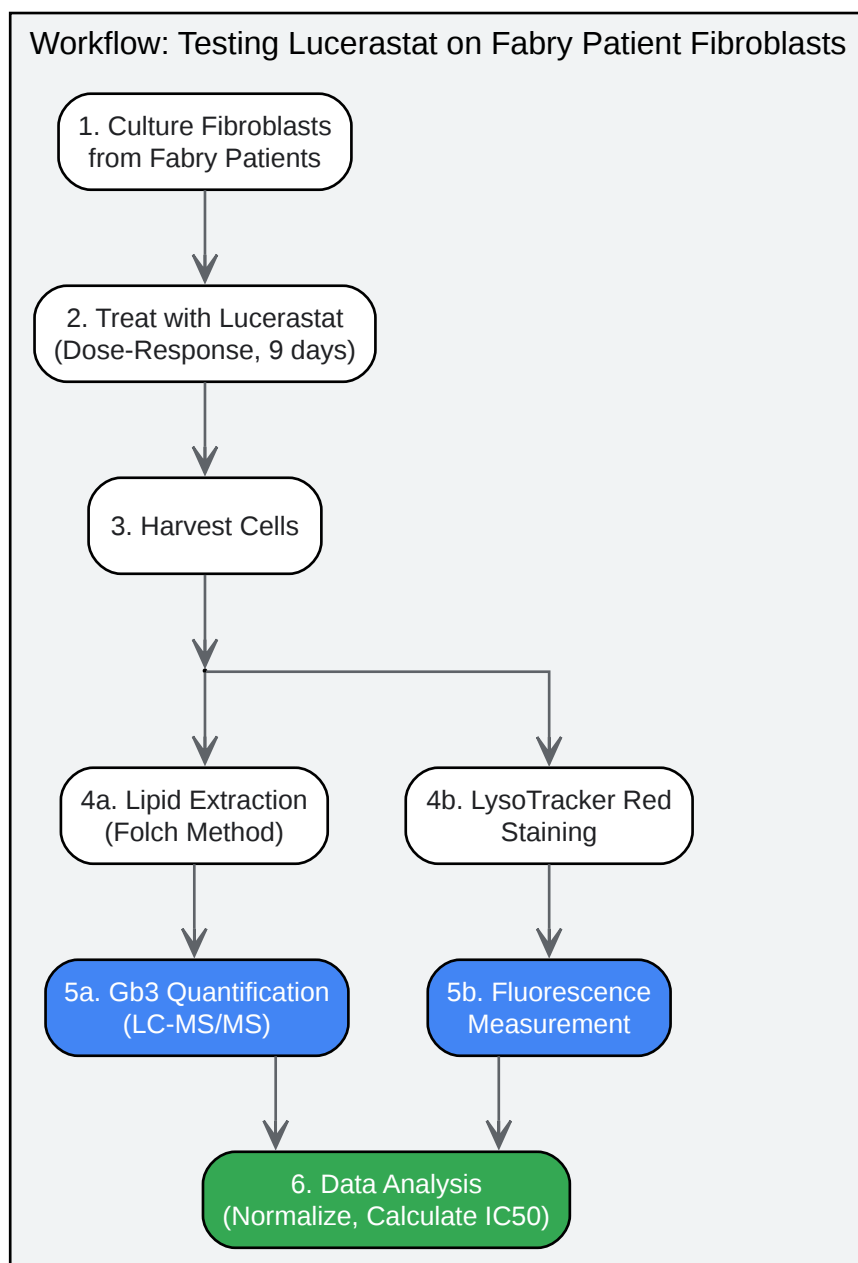 Workflow: Testing Lucerastat on Fabry Patient Fibroblasts
1. Culture Fibroblasts
from Fabry Patients
2. Treat with Lucerastat
(Dose-Response, 9 days)
3. Harvest Cells
4a. Lipid Extraction
(Folch Method)
4b. LysoTracker Red
Staining
5a. Gb3 Quantification
(LC-MS/MS)
5b. Fluorescence
Measurement
6. Data Analysis
(Normalize, Calculate IC50)